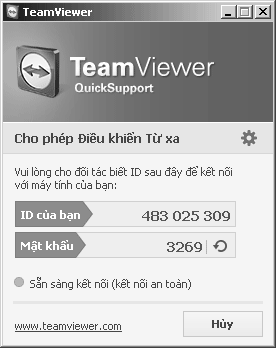 TeamViewer
TeamViewer
QuickSupport
Cho phép Điều khiển Từ xa
Vui lòng cho đối tác biết ID sau đây để kết nối
với máy tính của bạn:
ID của bạn 483 025 309
Mật khẩu 3269
Sẵn sàng kết nối (kết nối an toàn)
www.teamviewer.com
Hủy